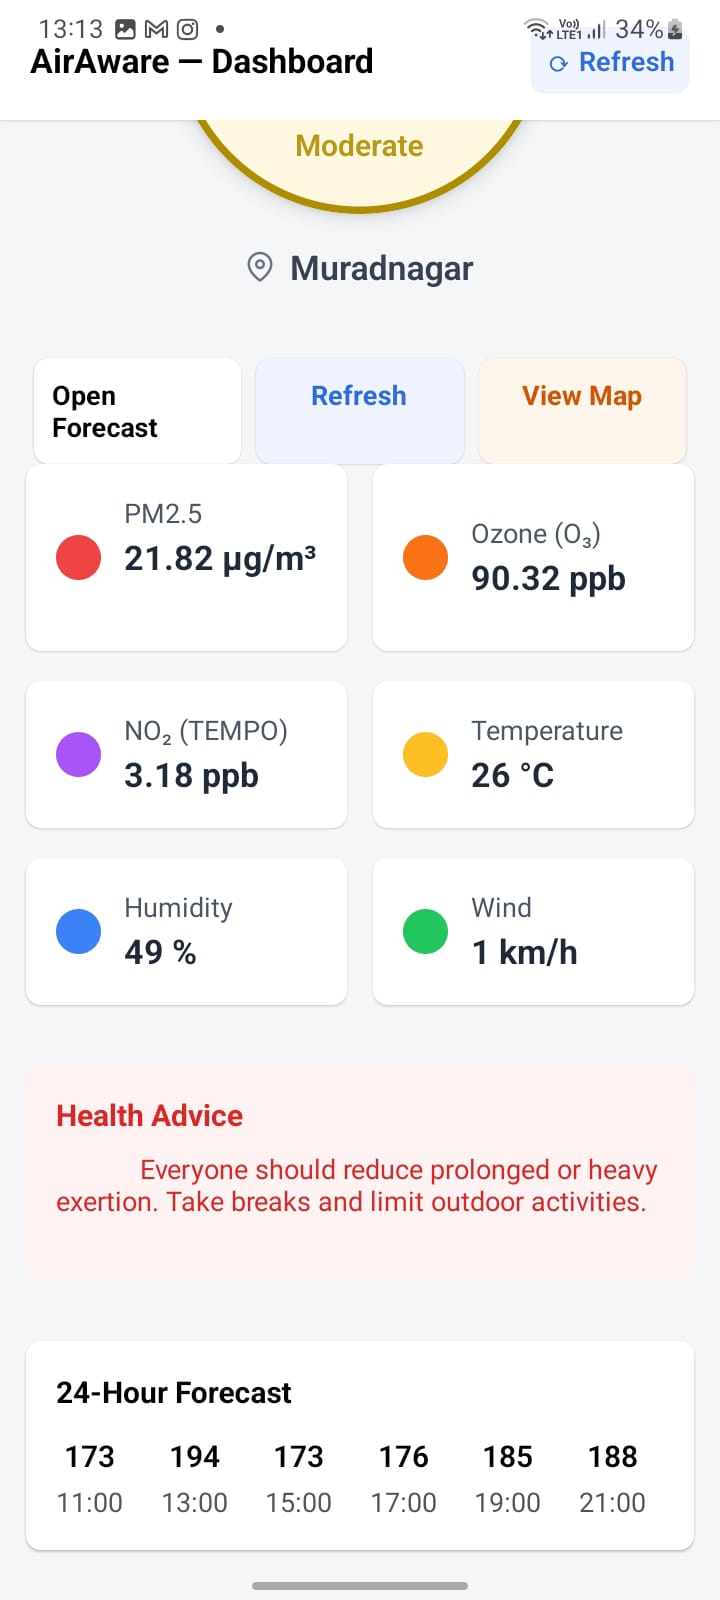 13:13
Vo))
LTE1
34%
AirAware — Dashboard
⟳ Refresh
Moderate
Muradnagar
Open
Forecast
Refresh
View Map
PM2.5
21.82 µg/m³
Ozone (O₃)
90.32 ppb
NO₂ (TEMPO)
3.18 ppb
Temperature
26 °C
Humidity
49 %
Wind
1 km/h
Health Advice
Everyone should reduce prolonged or heavy
exertion. Take breaks and limit outdoor activities.
24-Hour Forecast
173 194 173 176 185 188
11:00 13:00 15:00 17:00 19:00 21:00